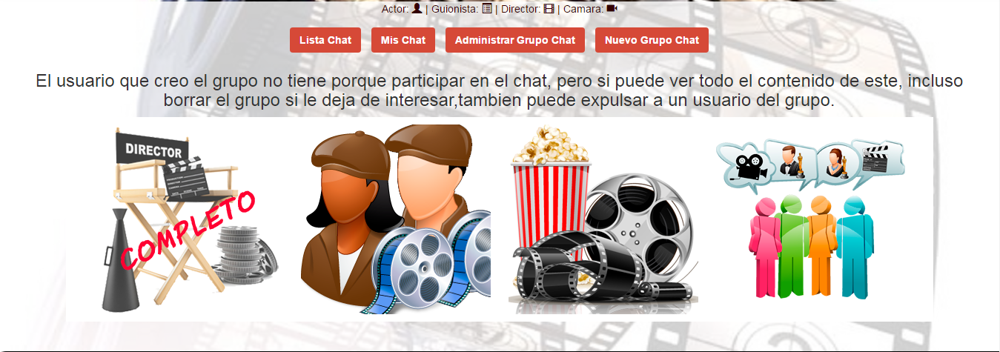 Actor: | Guionista: | Director: | Camara:
Lista Chat Mis Chat Administrar Grupo Chat Nuevo Grupo Chat
El usuario que creo el grupo no tiene porque participar en el chat, pero si puede ver todo el contenido de este, incluso
borrar el grupo si le deja de interesar,tambien puede expulsar a un usuario del grupo.
DIRECTOR
COMPLETO